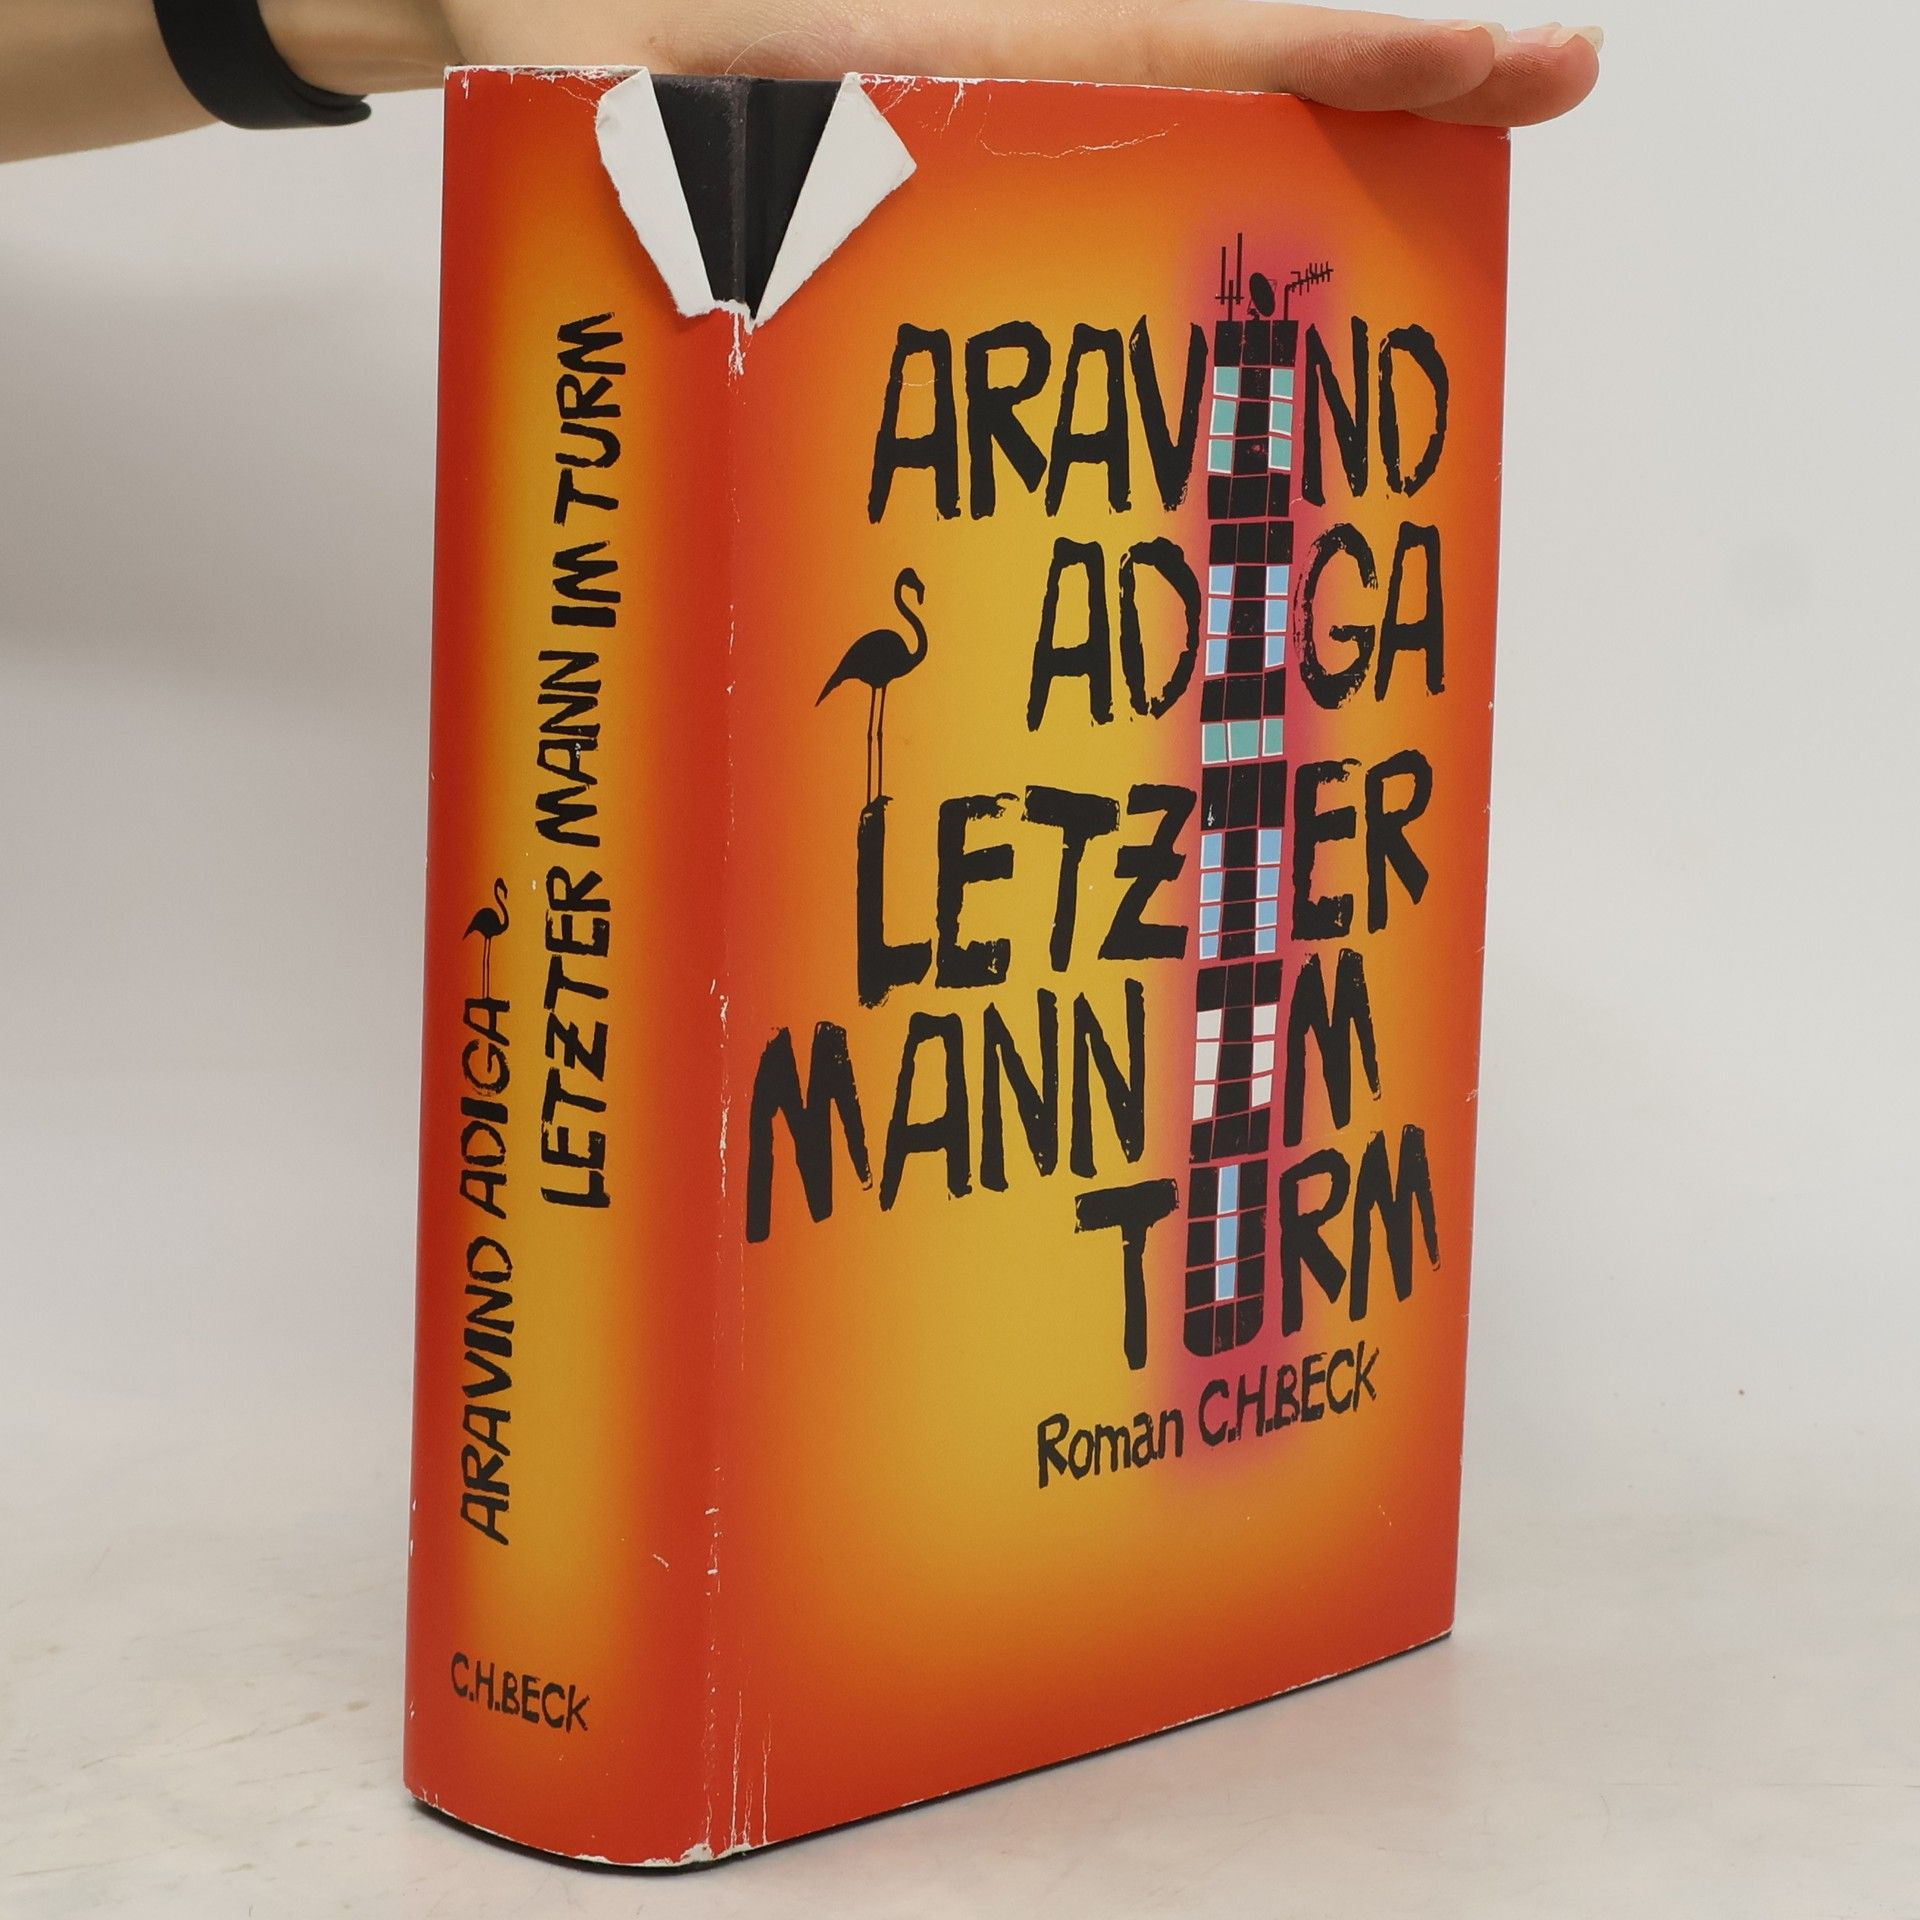 ARAVIND ADIGA
LETZTER MANN IM TURM
C.H.BECK
ARAVIND
ADIGA
LETZTER
MANN IM
TURM
Roman C.H.BECK